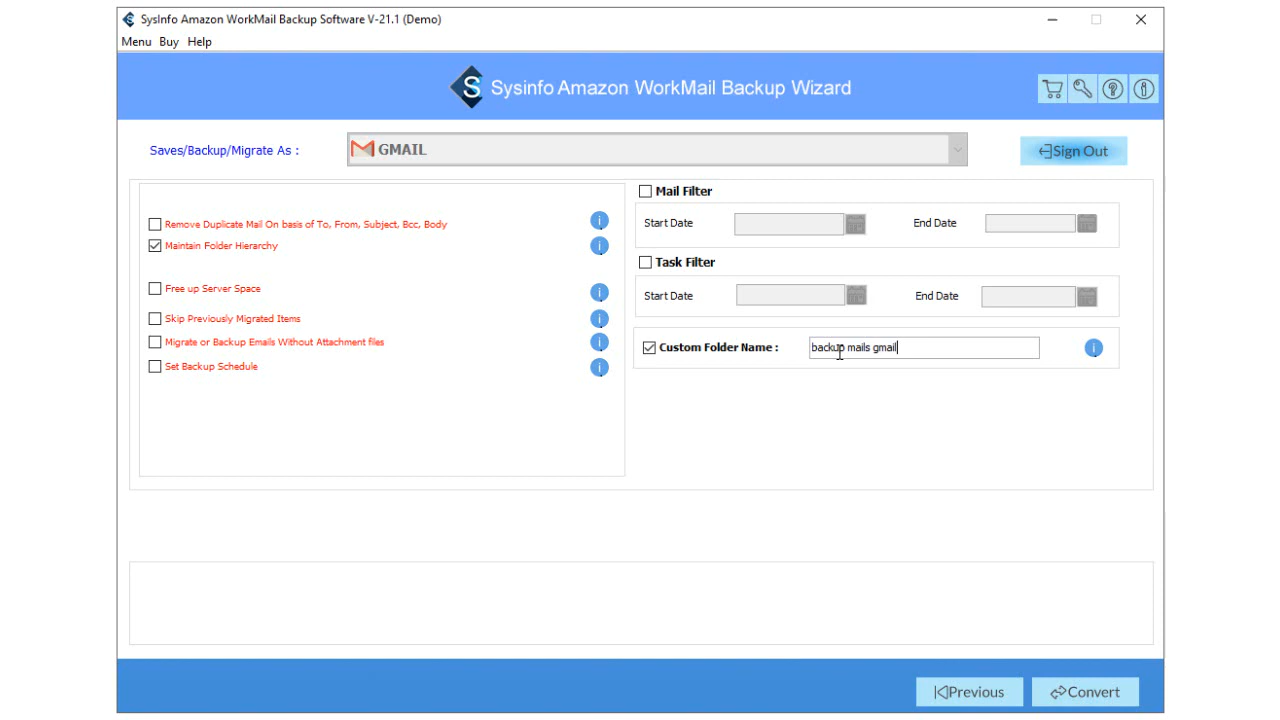 SysInfo Amazon WorkMail Backup Software V-21.1 (Demo)
Menu Buy Help
S Sysinfo Amazon WorkMail Backup Wizard
Saves/Backup/Migrate As : GMAIL Sign Out
Remove Duplicate Mail On basis of To, From, Subject, Bcc, Body
Maintain Folder Hierarchy
Free up Server Space
Skip Previously Migrated Items
Migrate or Backup Emails Without Attachment files
Set Backup Schedule
Mail Filter
Start Date End Date
Task Filter
Start Date End Date
Custom Folder Name : backup mails gmail
Previous Convert